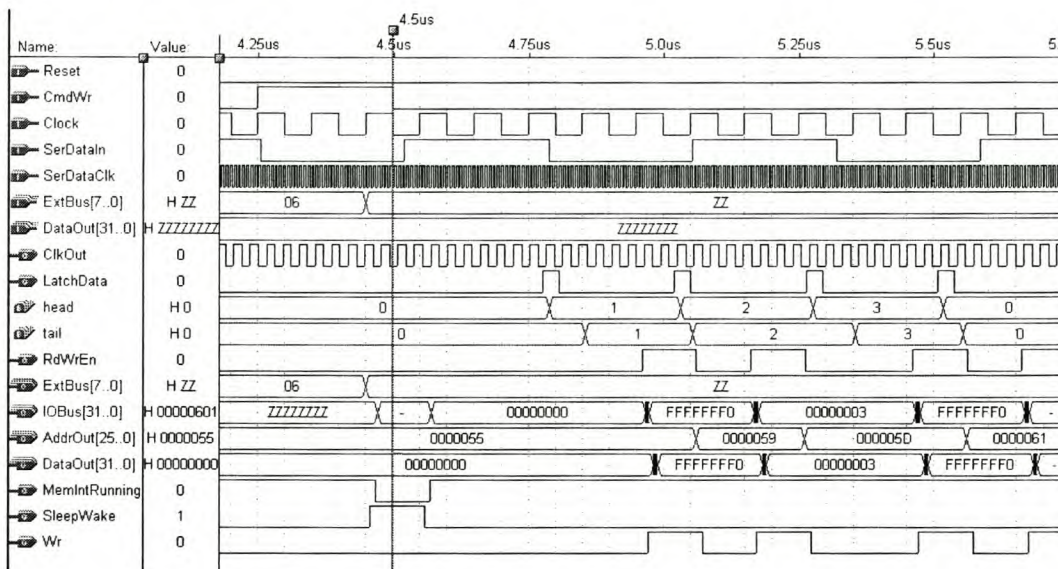 4.5us
Name: Value: 4.25us 4.5us 4.75us 5.0us 5.25us 5.5us 5.
Reset 0
CmdWr 0
Clock 0
SerDataIn 0
SerDataClk 0
ExtBus[7..0] H ZZ 06 ZZ
DataOut[31..0] H ZZZZZZZZ ZZZZZZZZ
ClkOut 0
LatchData 0
head H 0 0 1 2 3 0
tail H 0 0 1 2 3 0
RdWrEn 0
ExtBus[7..0] H ZZ 06 ZZ
IOBus[31..0] H 00000601 ZZZZZZZZ - 00000000 FFFFFFF0 00000003 FFFFFFF0 -
AddrOut[25..0] H 0000055 0000055 0000059 000005D 0000061
DataOut[31..0] H 00000000 00000000 FFFFFFF0 00000003 FFFFFFF0 -
MemIntRunning 0
SleepWake 1
Wr 0